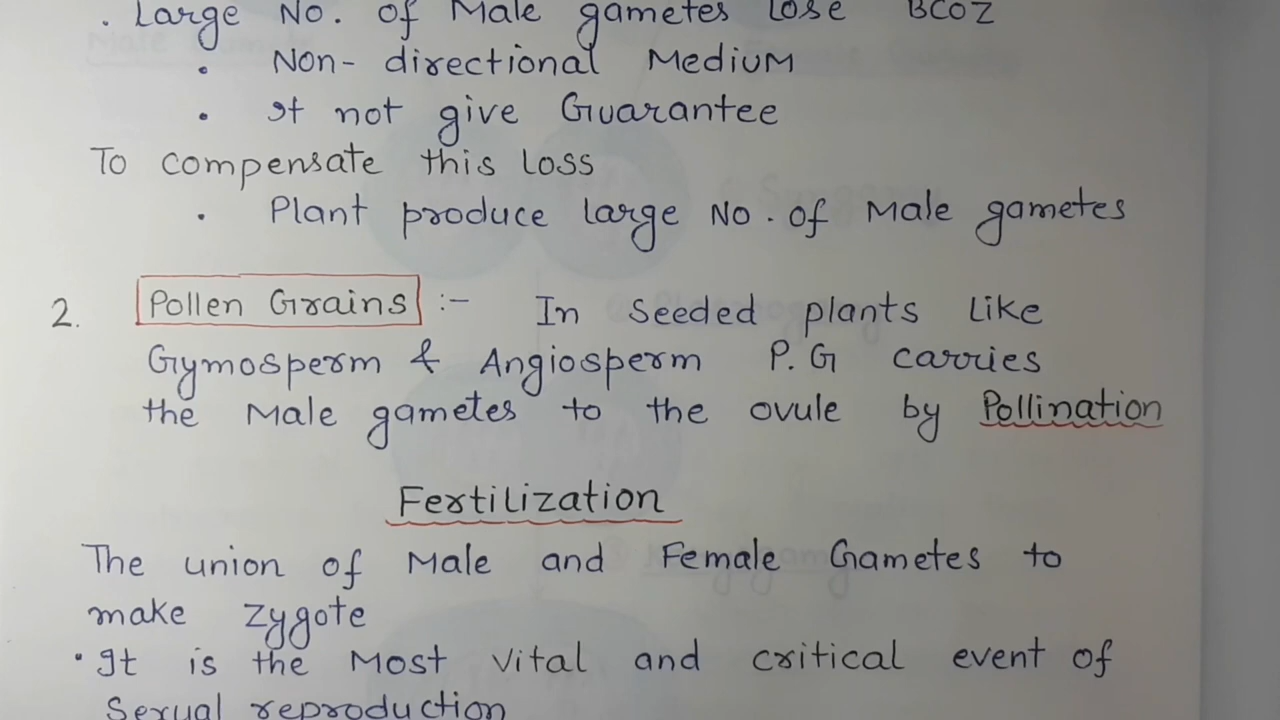 . Large No. of Male gametes Lose BCOZ
. Non-directional Medium
. It not give Guarantee
To compensate this Loss
. Plant produce large No. of Male gametes
2. Pollen Grains :- In seeded plants Like
Gymosperm & Angiosperm P.G carries
the Male gametes to the ovule by Pollination
Fertilization
The union of Male and Female Gametes to
make Zygote
. It is the Most vital and critical event of
Sexual reproduction